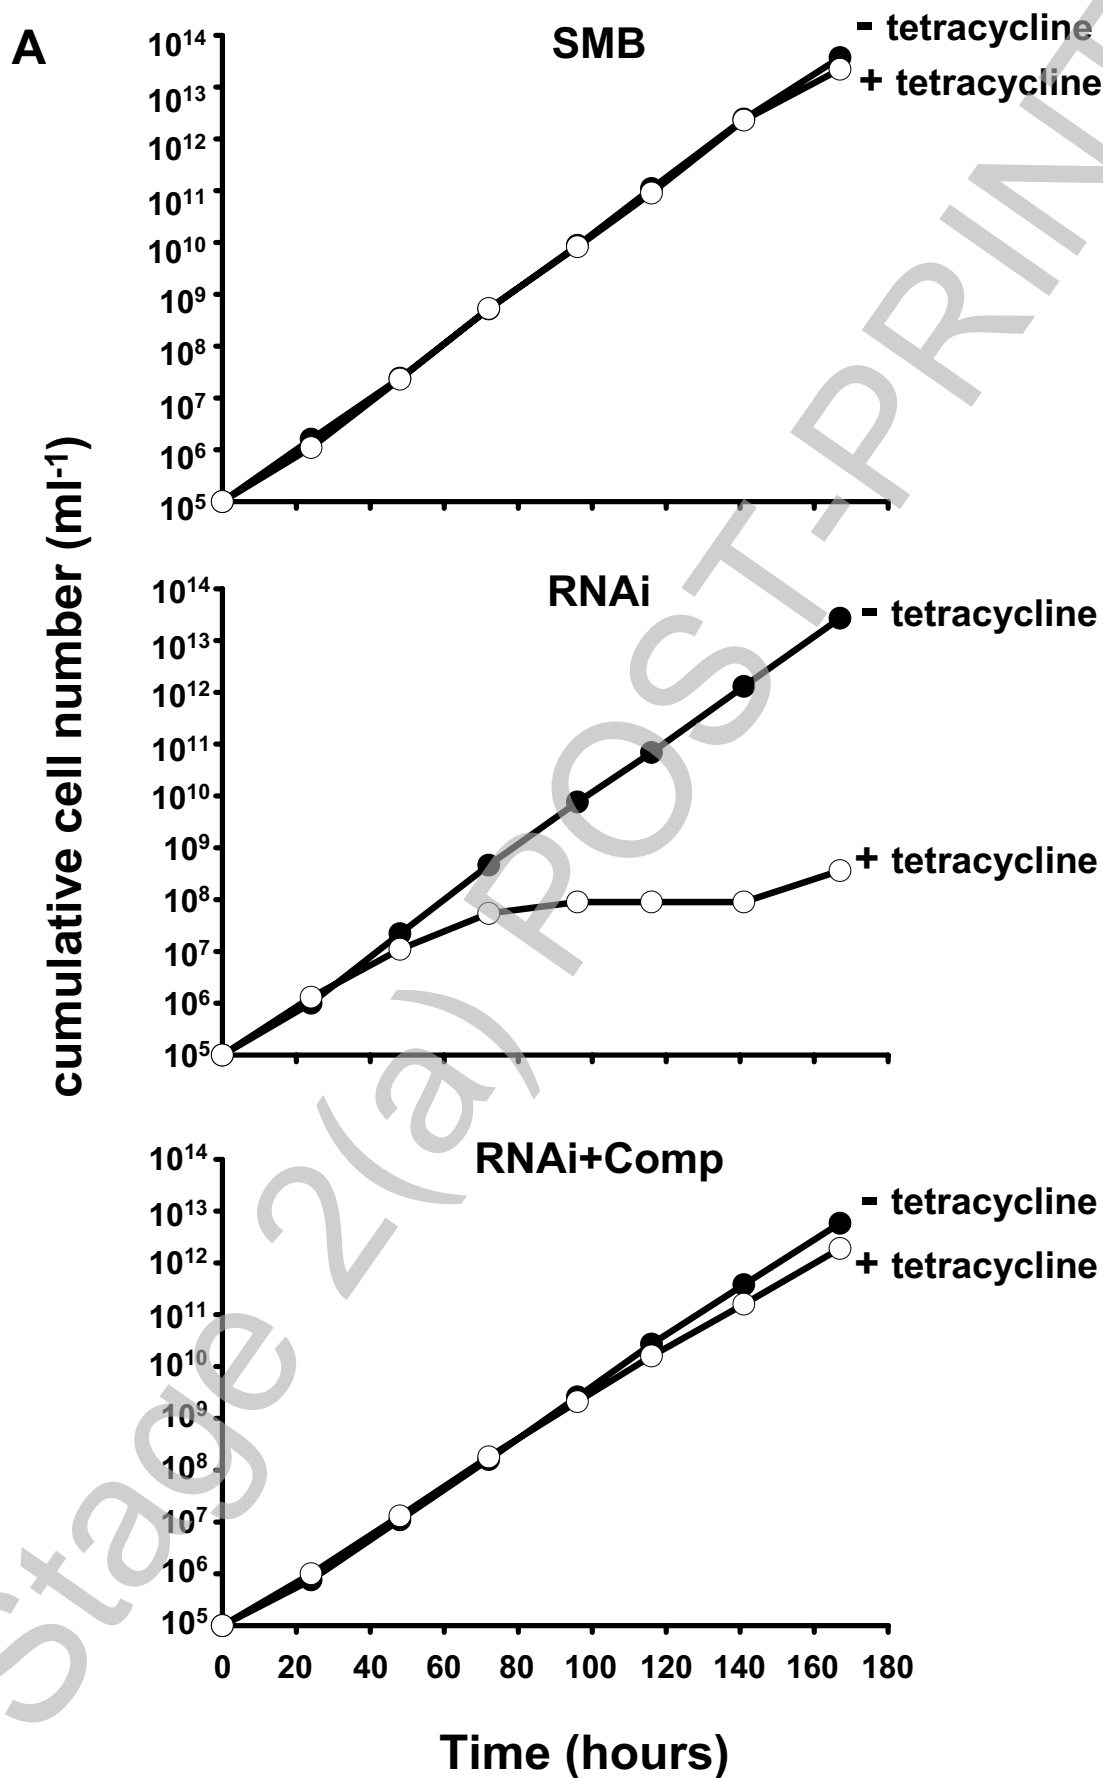 A
SMB
- tetracycline
+ tetracycline
10¹⁴
10¹³
10¹²
10¹¹
10¹⁰
10⁹
10⁸
10⁷
10⁶
10⁵
RNAi
- tetracycline
+ tetracycline
10¹⁴
10¹³
10¹²
10¹¹
10¹⁰
10⁹
10⁸
10⁷
10⁶
10⁵
cumulative cell number (ml⁻¹)
RNAi+Comp
- tetracycline
+ tetracycline
10¹⁴
10¹³
10¹²
10¹¹
10¹⁰
10⁹
10⁸
10⁷
10⁶
10⁵
0 20 40 60 80 100 120 140 160 180
Time (hours)
Stage 2(a) POST-PRINT